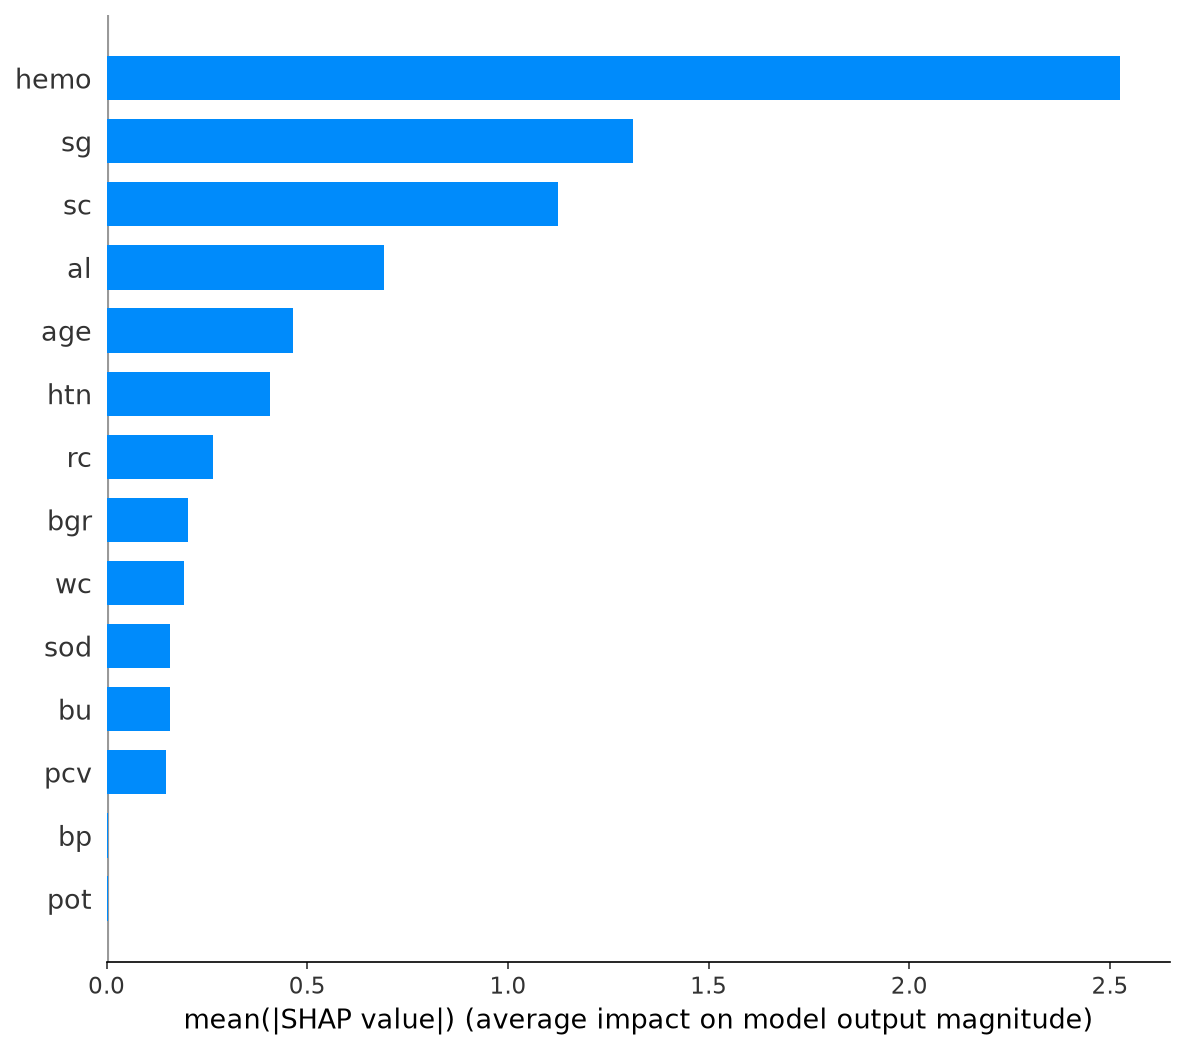 hemo
sg
sc
al
age
htn
rc
bgr
wc
sod
bu
pcv
bp
pot
0.0 0.5 1.0 1.5 2.0 2.5
mean(|SHAP value|) (average impact on model output magnitude)